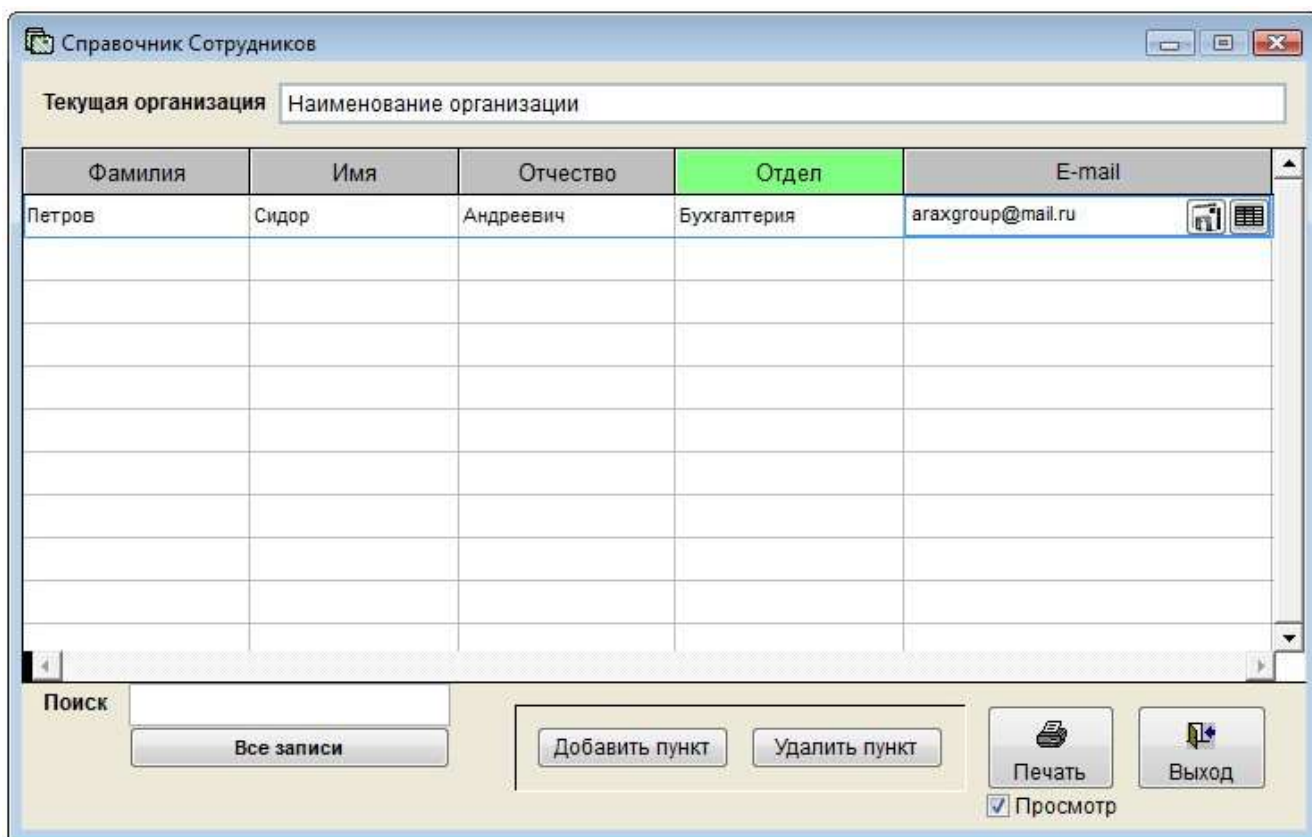 Справочник Сотрудников
Текущая организация Наименование организации
Фамилия Имя Отчество Отдел E-mail
Петров Сидор Андреевич Бухгалтерия araxgroup@mail.ru
Поиск
Все записи Добавить пункт Удалить пункт
Печать Выход
Просмотр